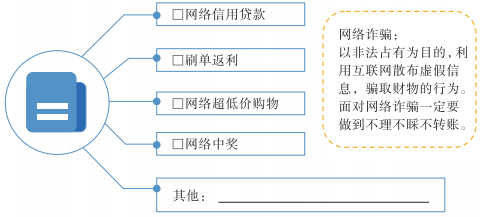 □网络信用贷款
□刷单返利
□网络超低价购物
□网络中奖
其他：
网络诈骗：
以非法占有为目的，利
用互联网散布虚假信
息，骗取财物的行为。
面对网络诈骗一定要
做到不理不睬不转账。